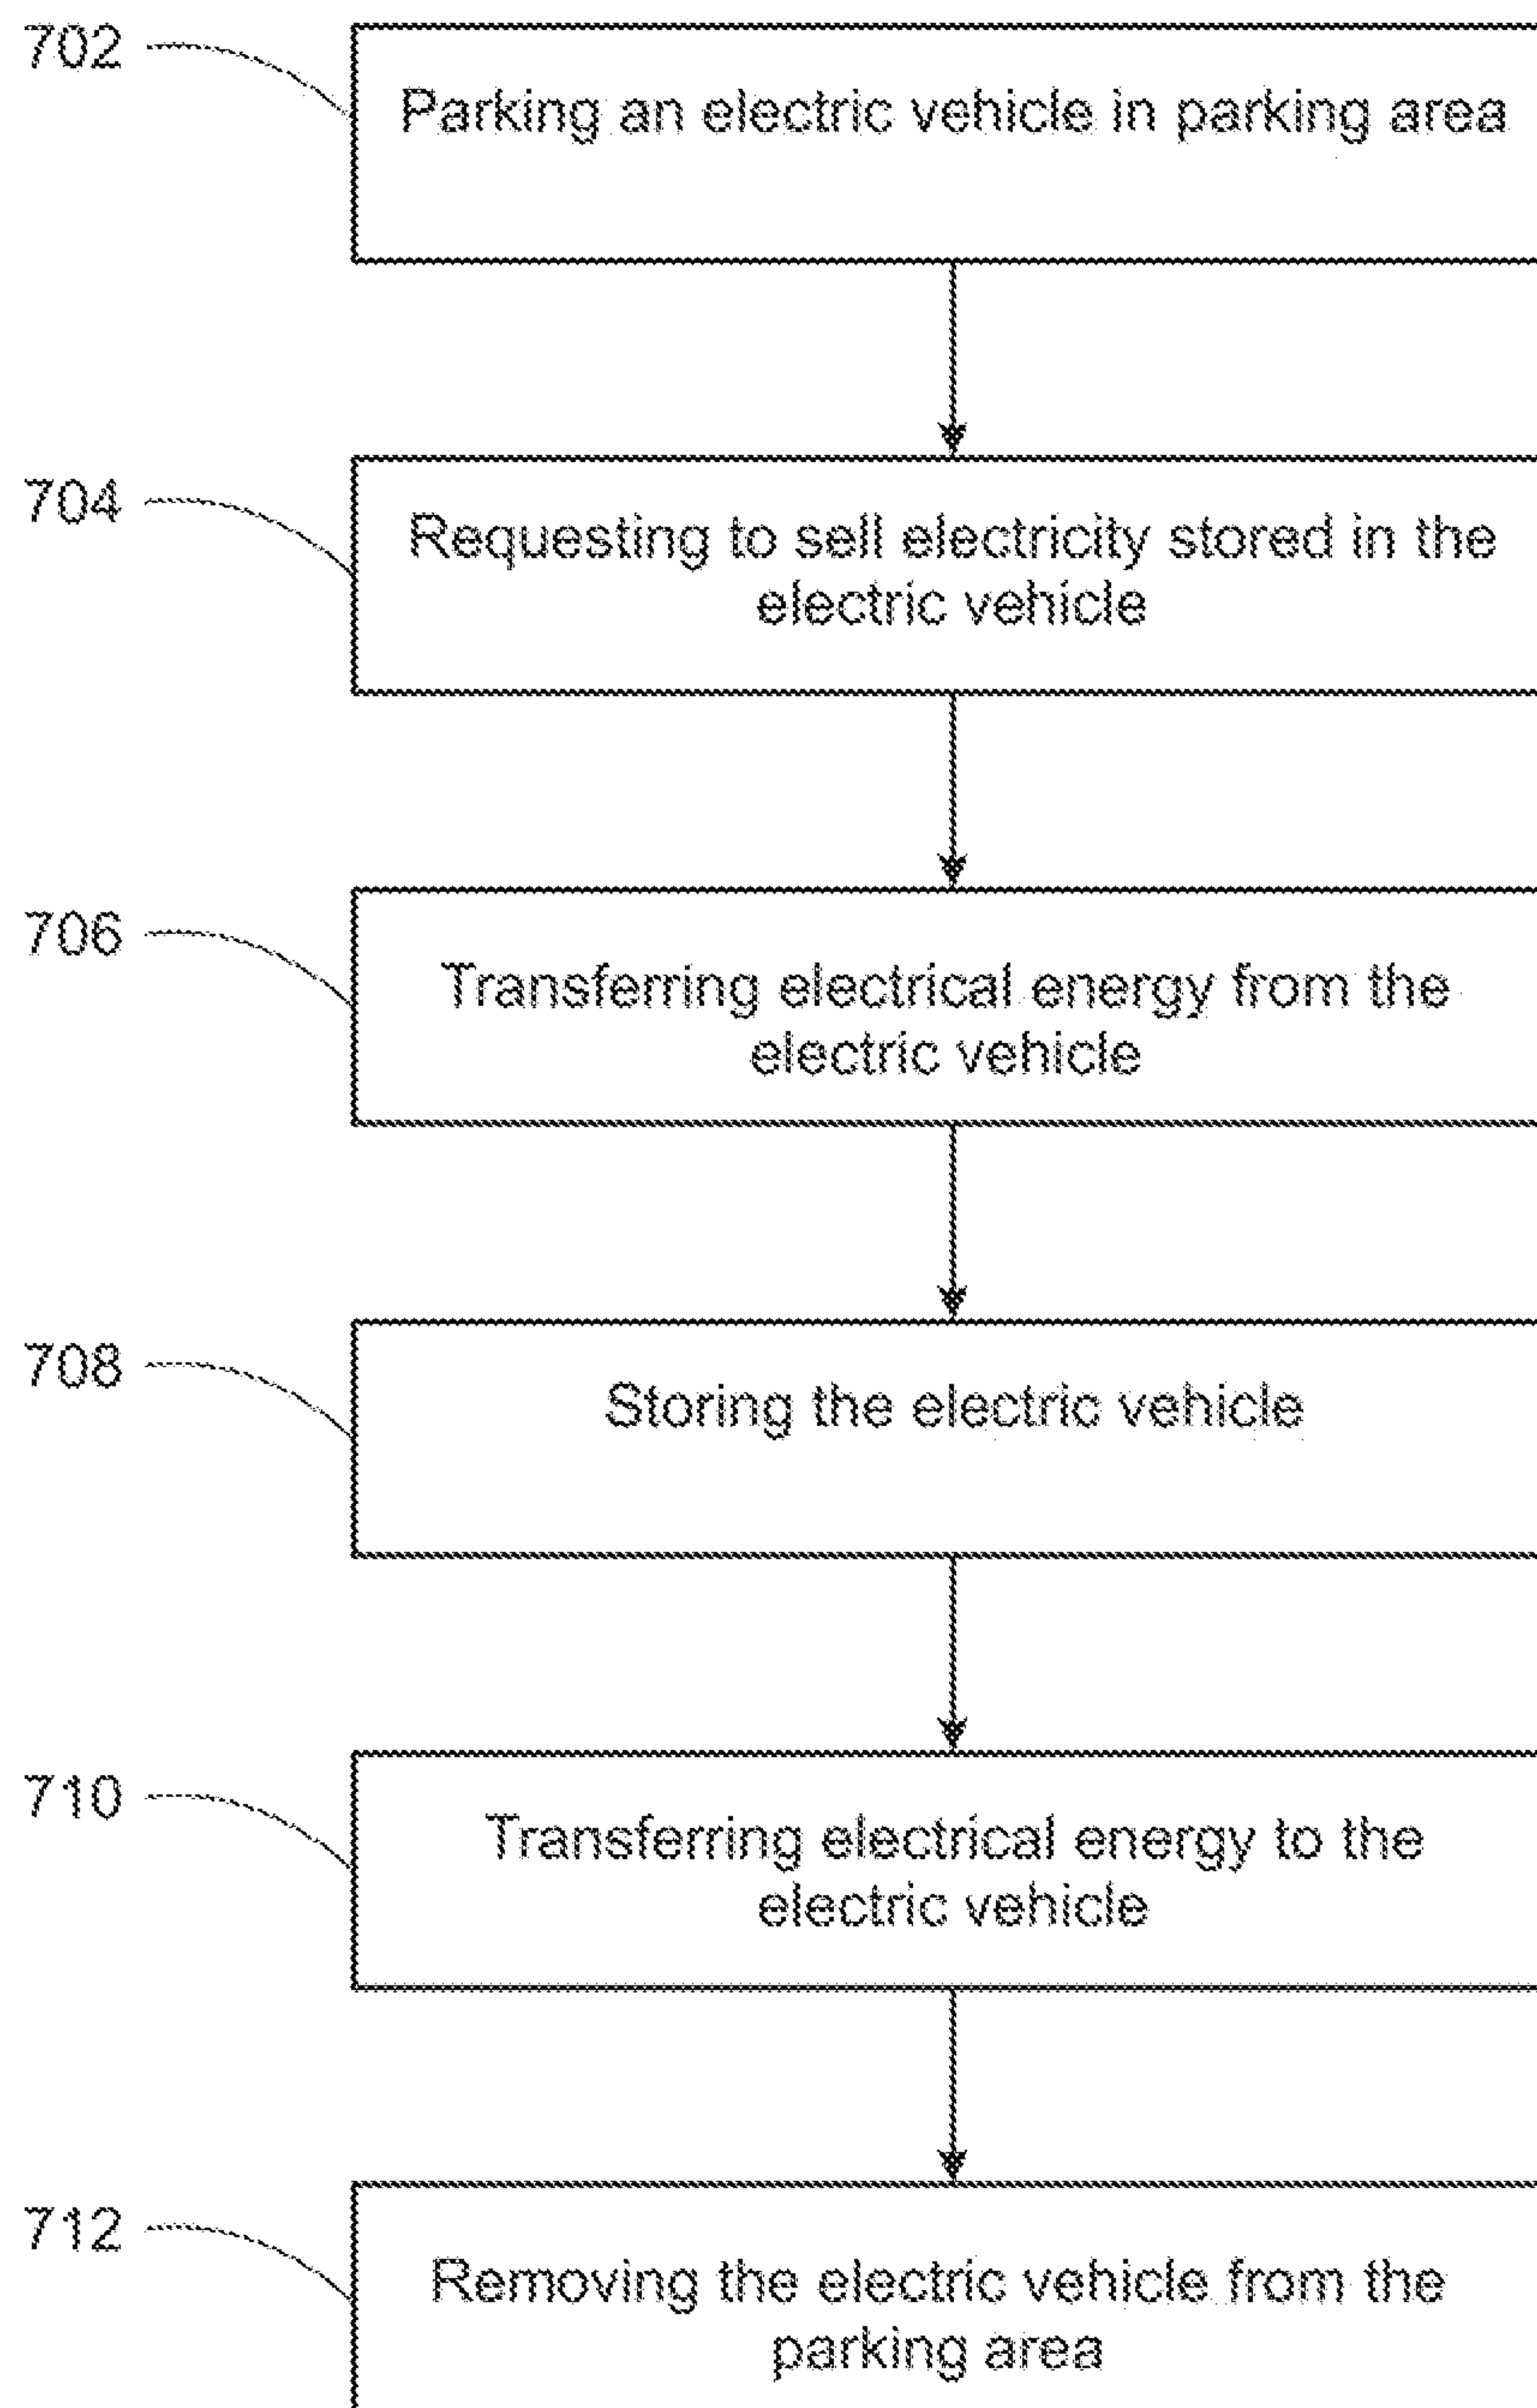 702
Parking an electric vehicle in parking area
704
Requesting to sell electricity stored in the
electric vehicle
706
Transferring electrical energy from the
electric vehicle
708
Storing the electric vehicle
710
Transferring electrical energy to the
electric vehicle
712
Removing the electric vehicle from the
parking area